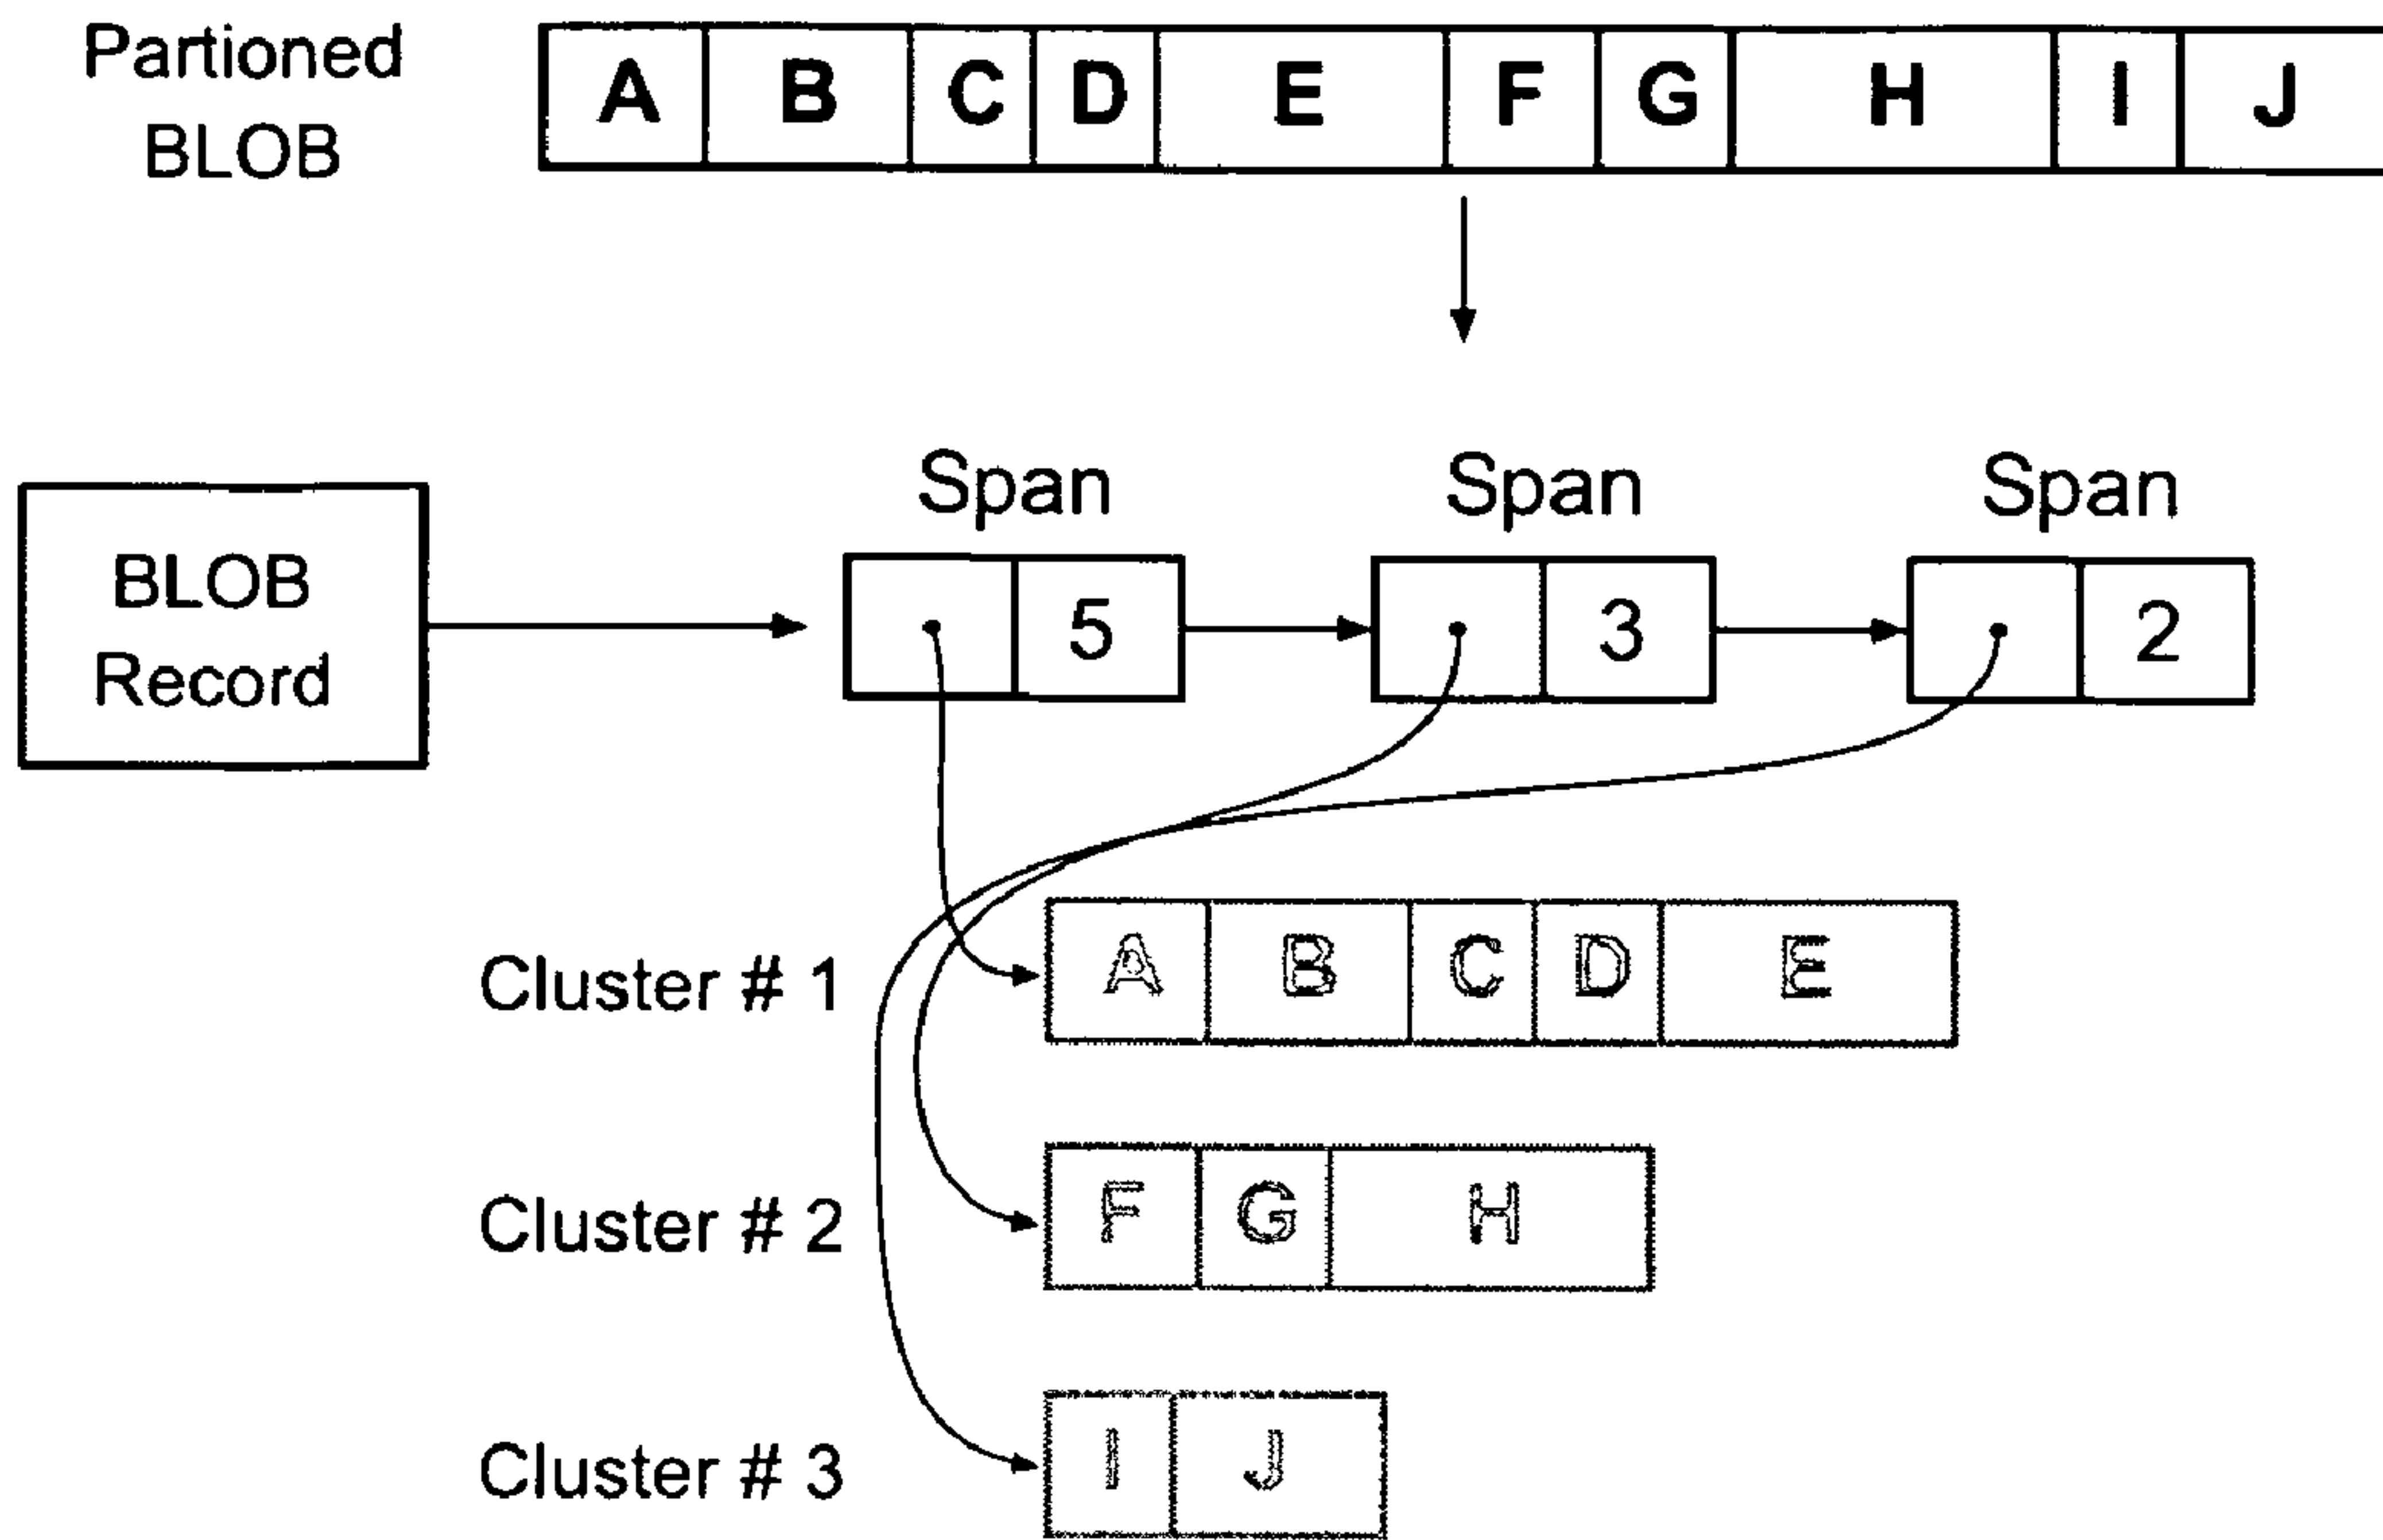 Partioned
BLOB
A B C D E F G H I J
Span Span Span
BLOB
Record
5 3 2
Cluster # 1 A B C D E
Cluster # 2 F G H
Cluster # 3 I J